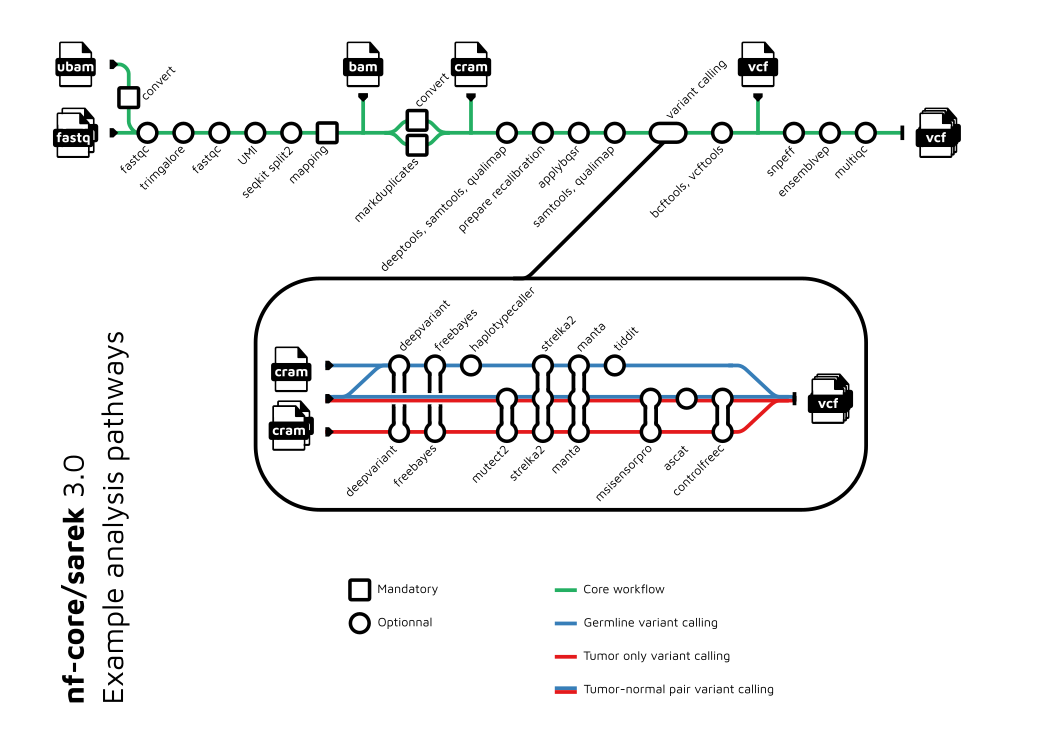 ubam
convert
fastq
bam
cram
convert
variant calling
vcf
vcf
fastqc
trimgalore
fastqc
UMI
seqkit split2
mapping
markduplicates
deeptools, samtools, qualimap
prepare recalibration
applybqsr
samtools, qualimap
bcftools, vcftools
snpeff
ensemblvep
multiqc
deepvariant
freebayes
haplotypecaller
strelka2
manta
tiddit
cram
cram
vcf
deepvariant
freebayes
mutect2
strelka2
manta
msisensorpro
ascat
controlfreec
nf-core/sarek 3.0
Example analysis pathways
Mandatory
Optionnal
Core workflow
Germline variant calling
Tumor only variant calling
Tumor-normal pair variant calling